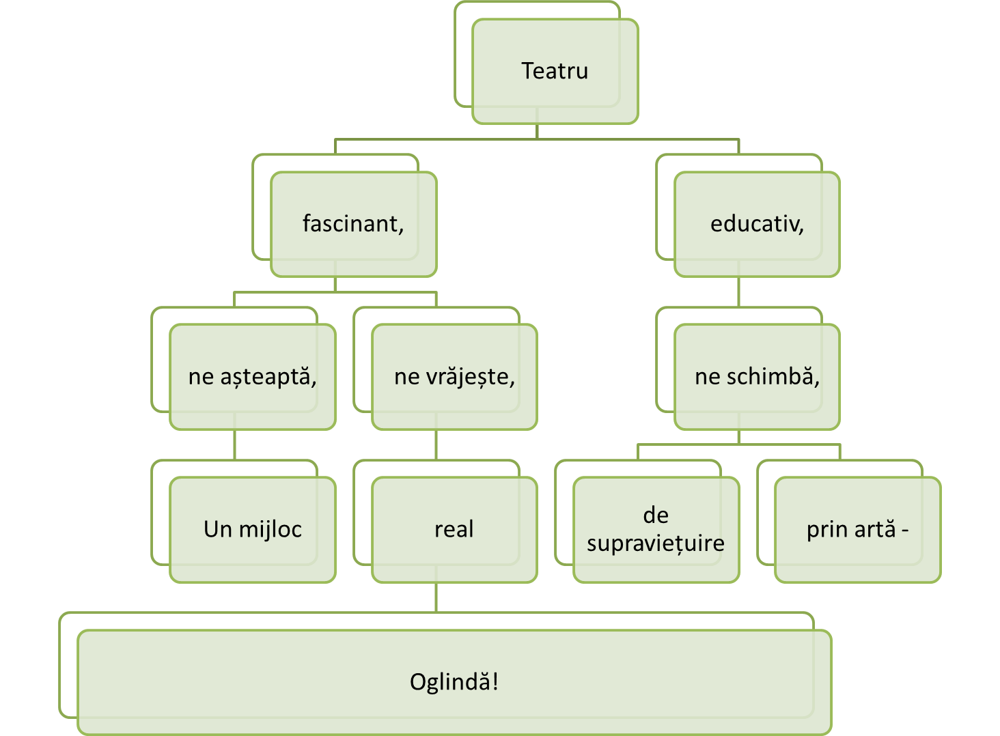 Teatru
fascinant,
educativ,
ne așteaptă,
ne vrăjește,
ne schimbă,
Un mijloc
real
de
supraviețuire
prin artă -
Oglindă!